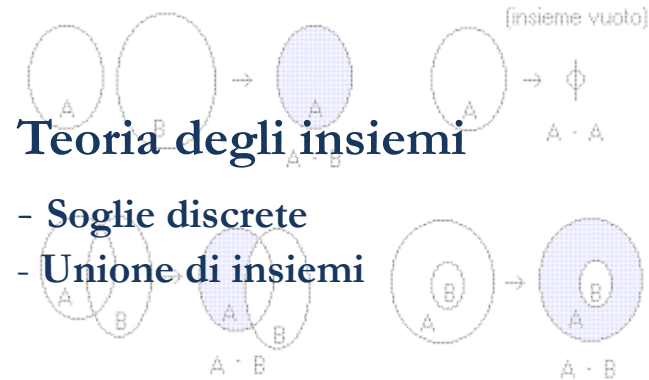 (insieme vuoto)
A
B
A
A
ϕ
A - B
A - A
Teoria degli insiemi
- Soglie discrete
- Unione di insiemi
A
B
A
B
A
B
A
B
A - B
A - B